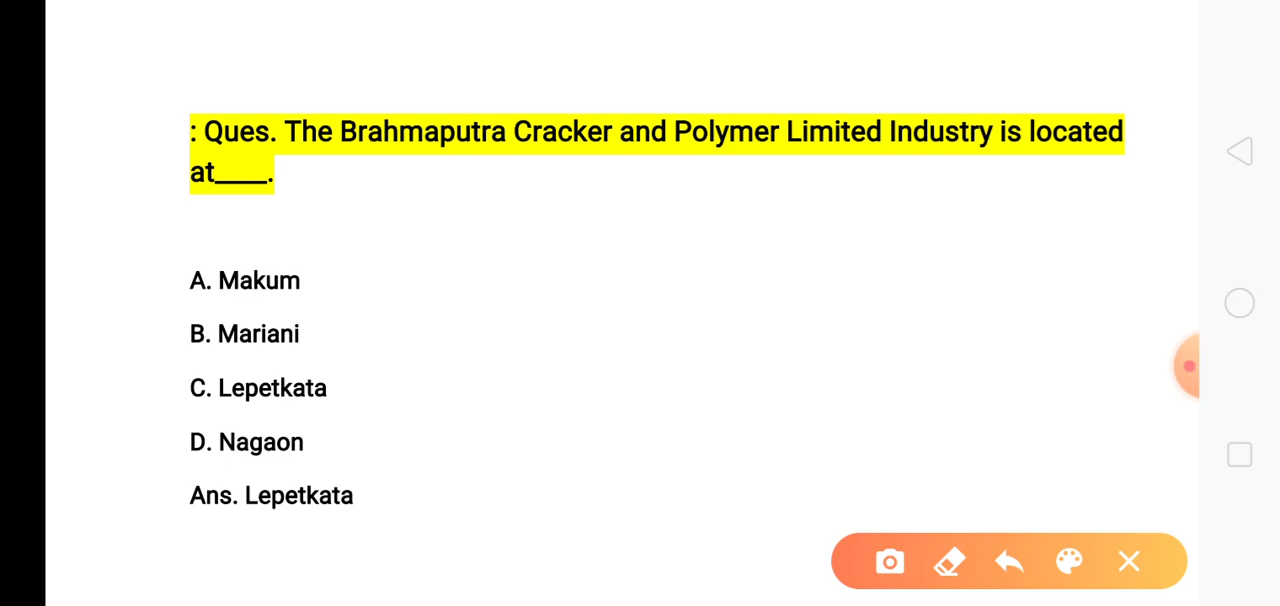 : Ques. The Brahmaputra Cracker and Polymer Limited Industry is located
at____.
A. Makum
B. Mariani
C. Lepetkata
D. Nagaon
Ans. Lepetkata